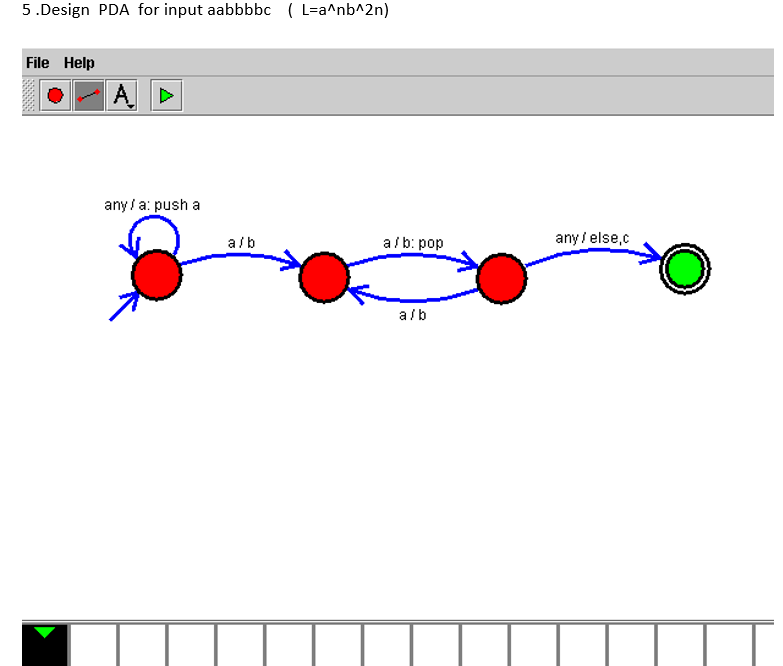 5 .Design PDA for input aabbbbc ( L=a^nb^2n)
File Help
A
any / a: push a
a / b
a / b: pop
any / else,c
a / b